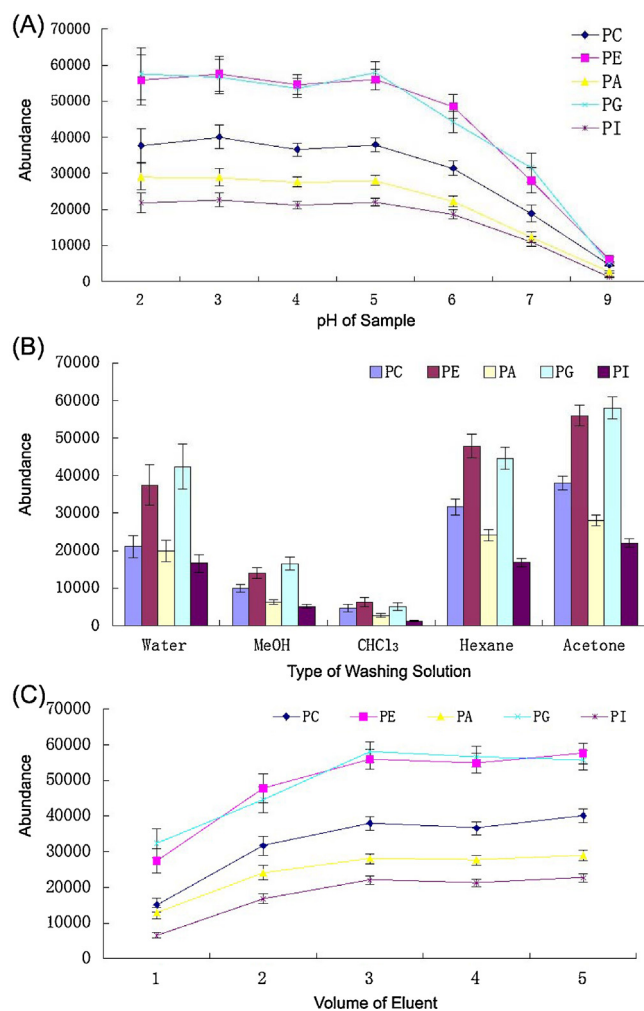 (A)
70000
60000
50000
40000
30000
20000
10000
0
Abundance
PC
PE
PA
PG
PI
2 3 4 5 6 7 9
pH of Sample
(B)
70000
60000
50000
40000
30000
20000
10000
0
Abundance
PC PE PA PG PI
Water MeOH CHCl₃ Hexane Acetone
Type of Washing Solution
(C)
70000
60000
50000
40000
30000
20000
10000
0
Abundance
PC PE PA PG PI
1 2 3 4 5
Volume of Eluent